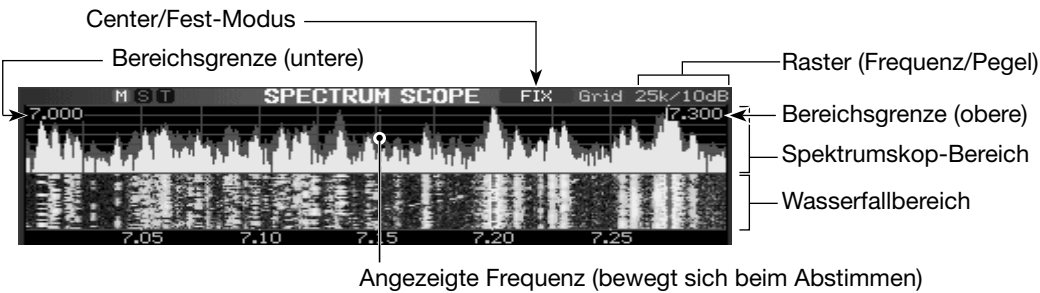 Center/Fest-Modus
Bereichsgrenze (untere)
Raster (Frequenz/Pegel)
M S T SPECTRUM SCOPE FIX Grid 25k/10dB
7.000 7.300
Bereichsgrenze (obere)
Spektrumskop-Bereich
Wasserfallbereich
7.05 7.10 7.15 7.20 7.25
Angezeigte Frequenz (bewegt sich beim Abstimmen)